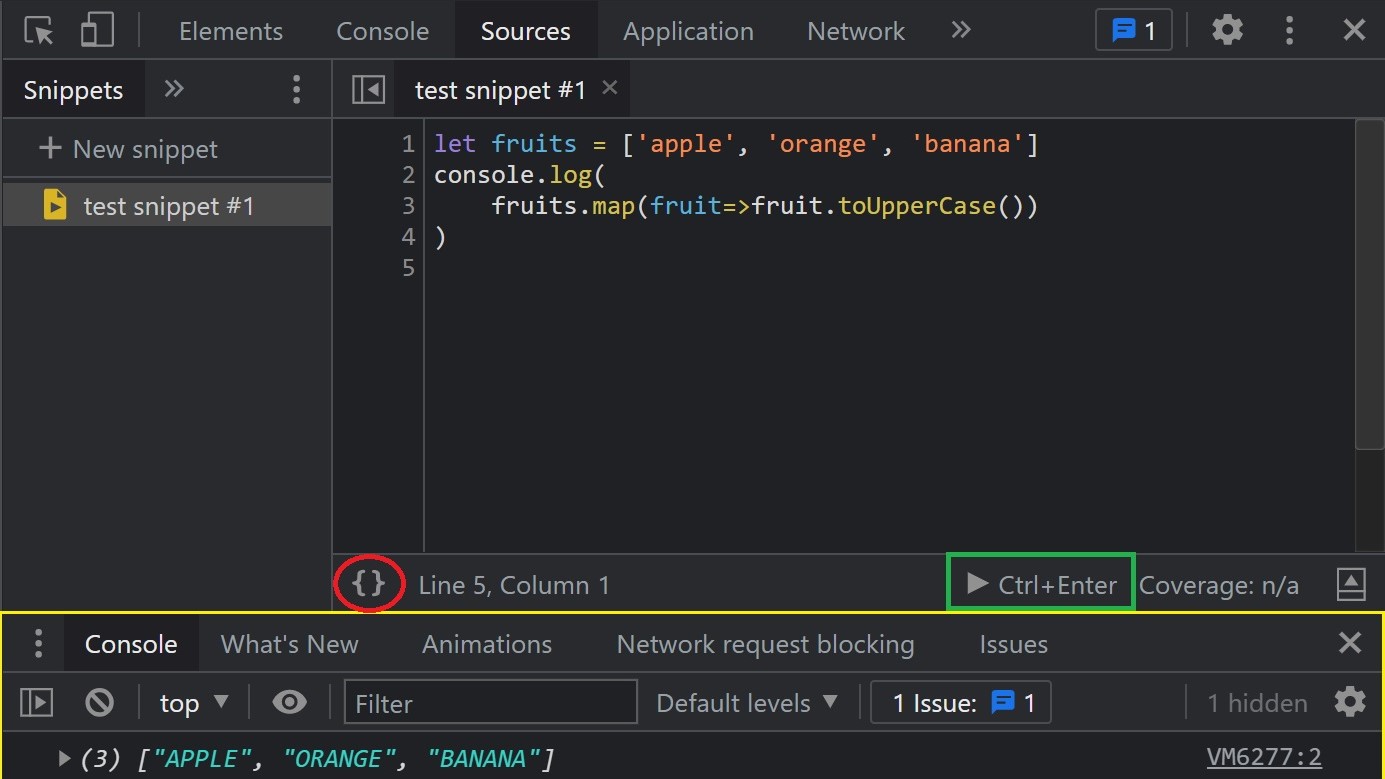 Elements Console Sources Application Network » 1
Snippets » test snippet #1 ×
+ New snippet
test snippet #1
1 let fruits = ['apple', 'orange', 'banana']
2 console.log(
3     fruits.map(fruit=>fruit.toUpperCase())
4 )
5
{} Line 5, Column 1 Ctrl+Enter Coverage: n/a
Console What's New Animations Network request blocking Issues
top Filter Default levels 1 Issue: 1 1 hidden
(3) ["APPLE", "ORANGE", "BANANA"] VM6277:2